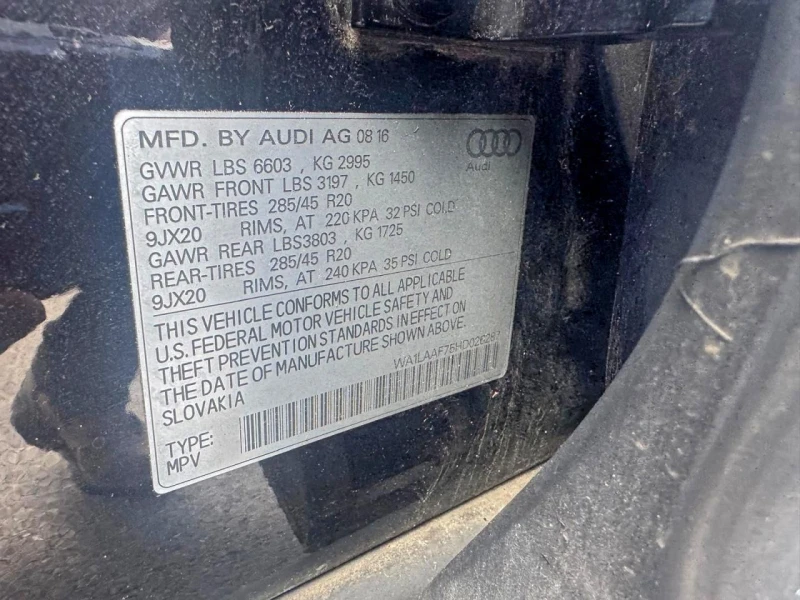 MFD. BY AUDI AG 08 16
Audi
GVWR LBS 6603 , KG 2995
GAWR FRONT LBS 3197 , KG 1450
FRONT-TIRES 285/45 R20
9JX20 RIMS, AT 220 KPA 32 PSI COLD
GAWR REAR LBS3803 , KG 1725
REAR-TIRES 285/45 R20
9JX20 RIMS, AT 240 KPA 35 PSI COLD
THIS VEHICLE CONFORMS TO ALL APPLICABLE
U.S. FEDERAL MOTOR VEHICLE SAFETY AND
THEFT PREVENTION STANDARDS IN EFFECT ON
THE DATE OF MANUFACTURE SHOWN ABOVE.
SLOVAKIA
TYPE:
MPV